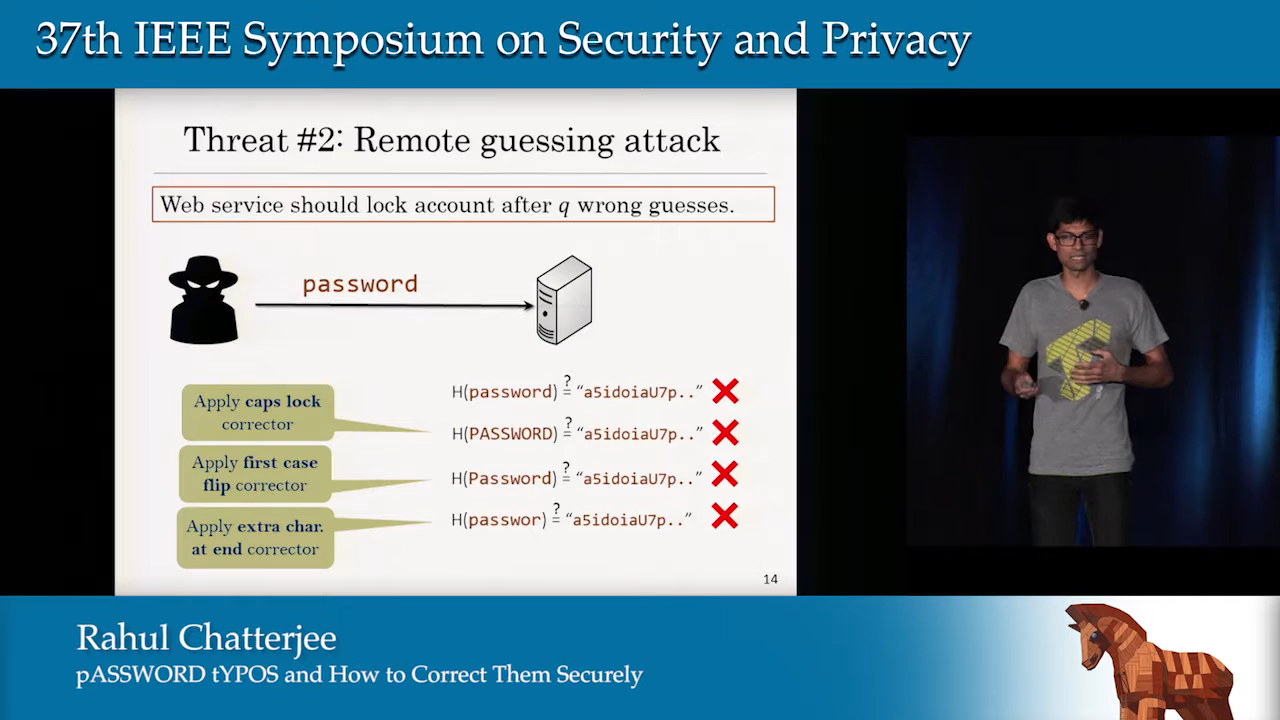 37th IEEE Symposium on Security and Privacy
Threat #2: Remote guessing attack
Web service should lock account after q wrong guesses.
password
Apply caps lock
corrector
H(password) ≟ “a5idoiaU7p..”
H(PASSWORD) ≟ “a5idoiaU7p..”
Apply first case
flip corrector
H(Password) ≟ “a5idoiaU7p..”
Apply extra char.
at end corrector
H(passwor) ≟ “a5idoiaU7p..”
14
Rahul Chatterjee
pASSWORD tYPOS and How to Correct Them Securely